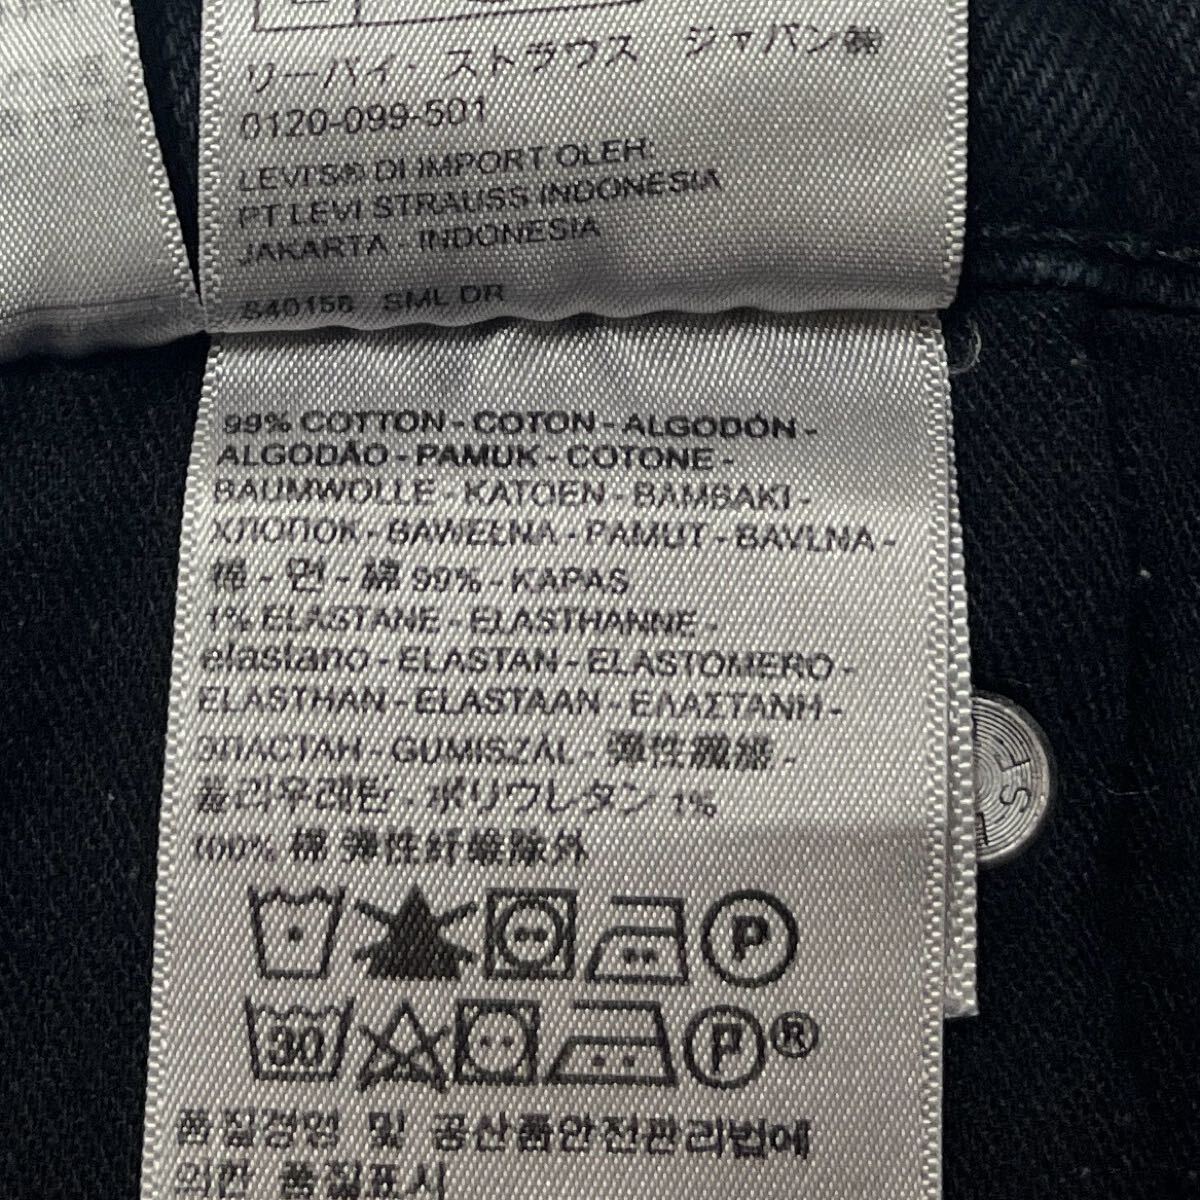 リーバイ・ストラウス ジャパン㈱
0120-099-501
LEVI'S® DI IMPORT OLEH:
PT LEVI STRAUSS INDONESIA
JAKARTA - INDONESIA
S40156 SML DR
99% COTTON - COTON - ALGODÓN -
ALGODÃO - PAMUK - COTONE -
BAUMWOLLE - KATOEN - BAMBAKI -
ХЛОПОК - BAWEŁNA - PAMUT - BAVLNA -
棉 - 면 - 綿 99% - KAPAS
1% ELASTANE - ELASTHANNE -
elastano - ELASTAN - ELASTOMERO -
ELASTHAN - ELASTAAN - ΕΛΑΣΤΑΝΗ -
ЭЛАСТАН - GUMISZÁL - 彈性纖維 -
폴리우레탄 - ポリウレタン 1%
100% 棉 弹性纤维除外
P
30 P ®
품질경영 및 공산품안전관리법에
의한 품질표시